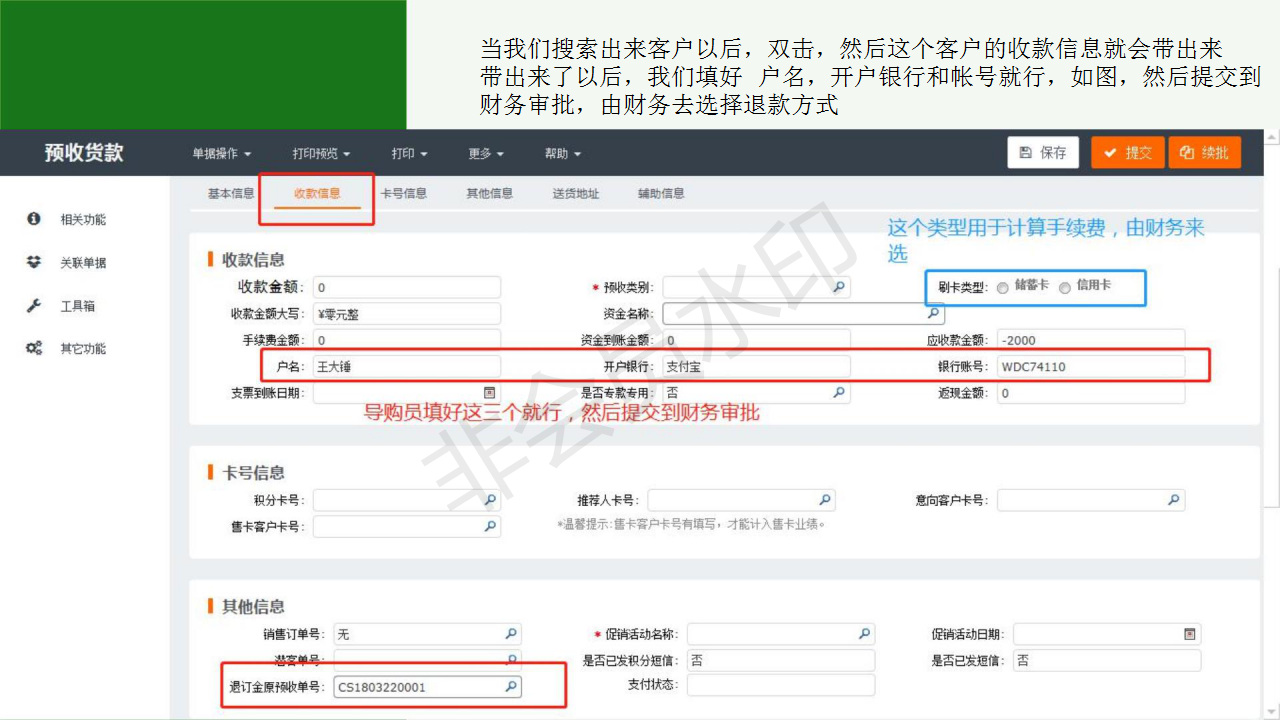 当我们搜索出来客户以后，双击，然后这个客户的收款信息就会带出来
带出来了以后，我们填好 户名，开户银行和帐号就行，如图，然后提交到
财务审批，由财务去选择退款方式
预收货款 单据操作 打印预览 打印 更多 帮助 保存 提交 续批
基本信息 收款信息 卡号信息 其他信息 送货地址 辅助信息
相关功能
关联单据
工具箱
其它功能
这个类型用于计算手续费，由财务来
选
收款信息
收款金额： 0 * 预收类别： 刷卡类型： 储蓄卡 信用卡
收款金额大写： ¥零元整 资金名称：
手续费金额： 0 资金到账金额： 0 应收款金额： -2000
户名： 王大锤 开户银行： 支付宝 银行账号： WDC74110
支票到账日期： 是否专款专用： 否 返现金额： 0
导购员填好这三个就行，然后提交到财务审批
卡号信息
积分卡号： 推荐人卡号： 意向客户卡号：
售卡客户卡号： *温馨提示:售卡客户卡号有填写，才能计入售卡业绩。
其他信息
销售订单号： 无 * 促销活动名称： 促销活动日期：
潜客单号： 是否已发积分短信： 否 是否已发短信： 否
退订金原预收单号： CS1803220001 支付状态：
非会员水印